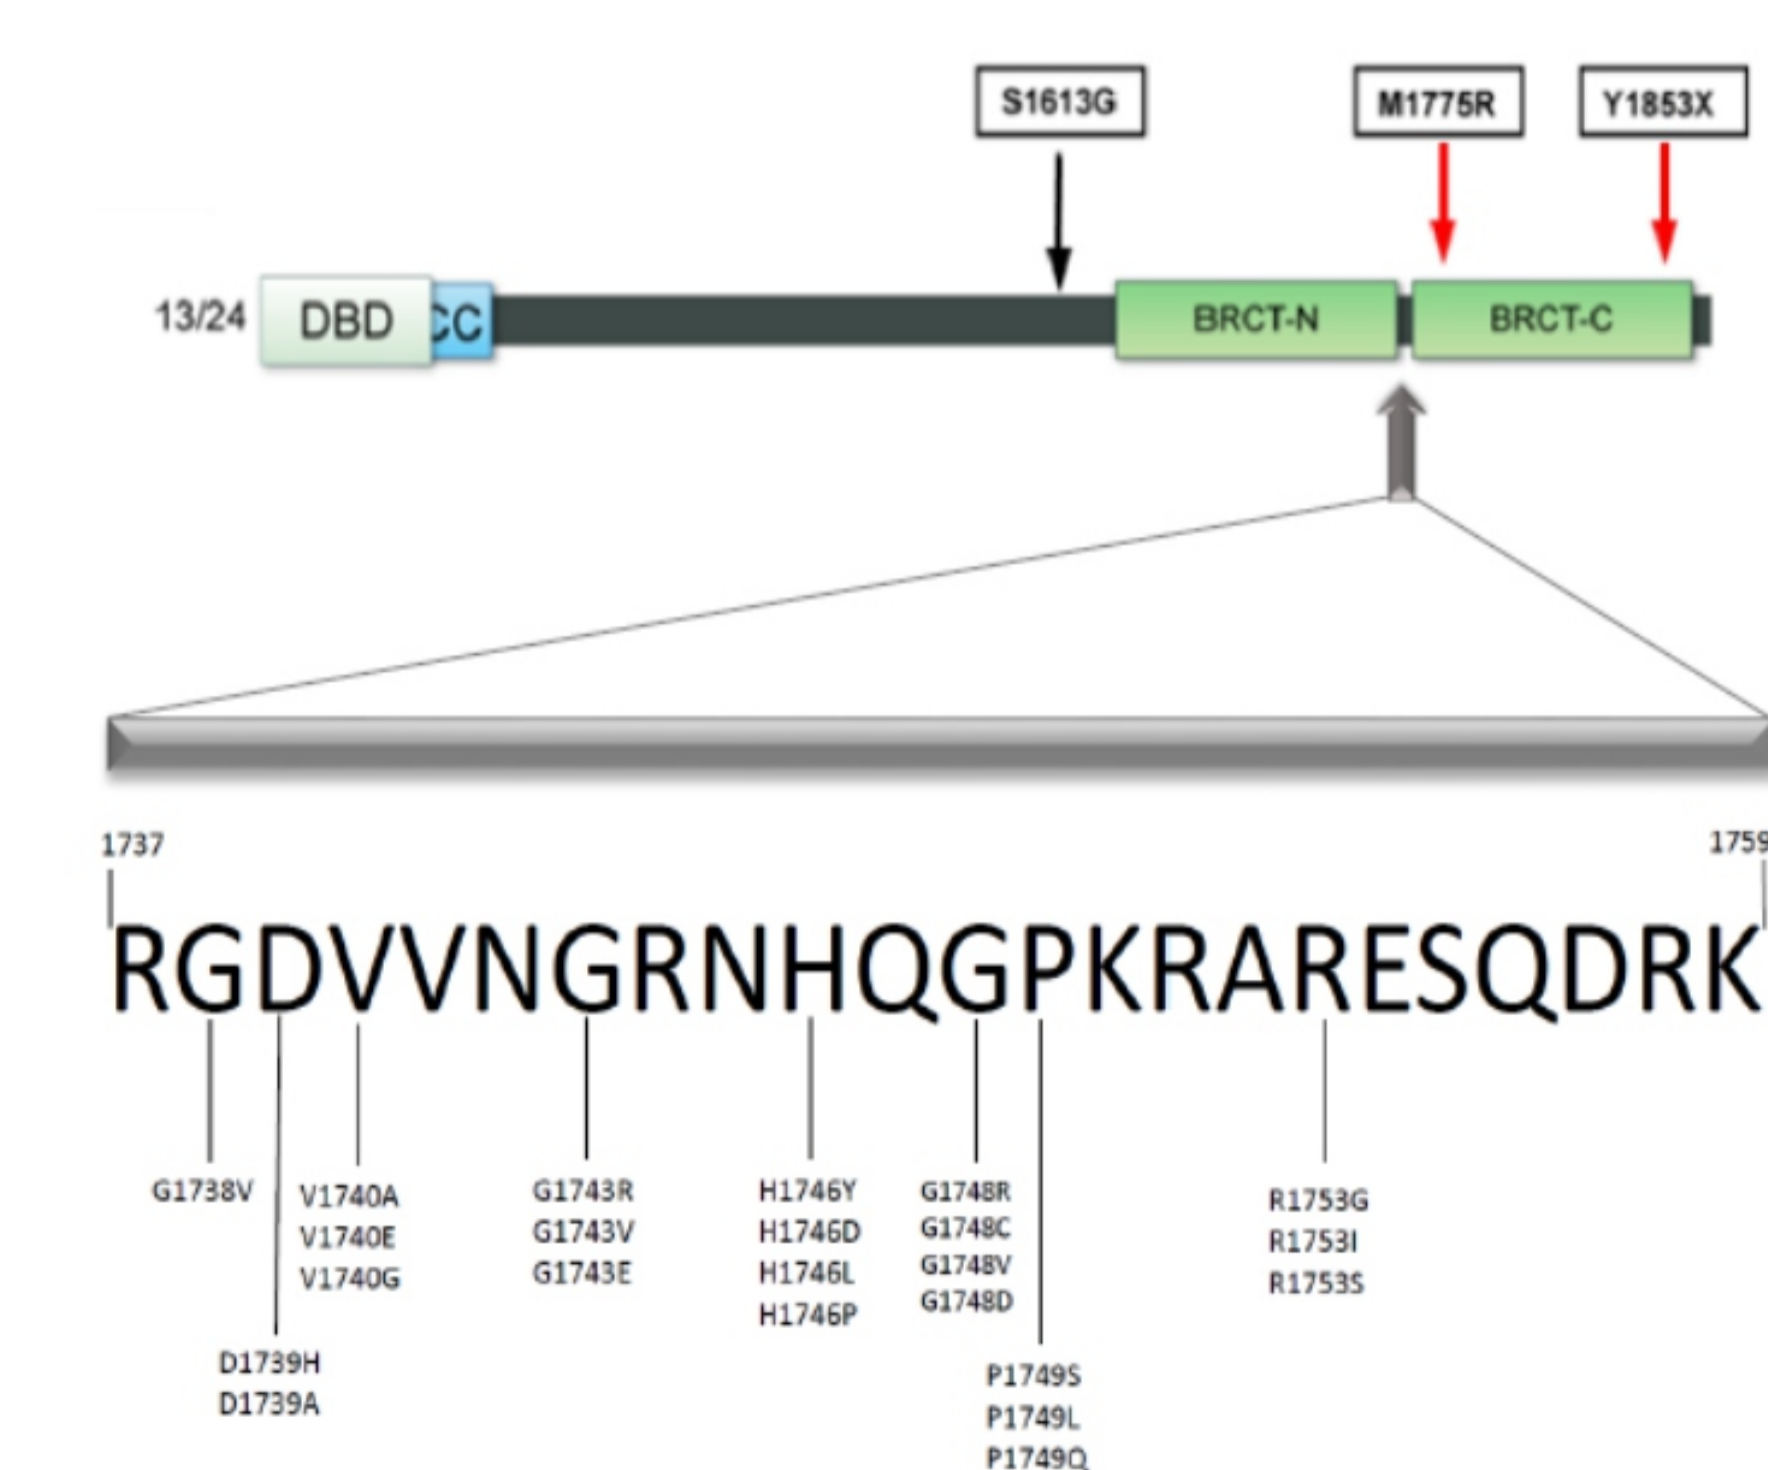 S1613G M1775R Y1853X
13/24 DBD CC BRCT-N BRCT-C
1737 1759
RGDVVNGRNHQGPKRARESQDRK
G1738V V1740A G1743R H1746Y G1748R R1753G
V1740E G1743V H1746D G1748C R1753I
V1740G G1743E H1746L G1748V R1753S
H1746P G1748D
D1739H P1749S
D1739A P1749L
P1749Q